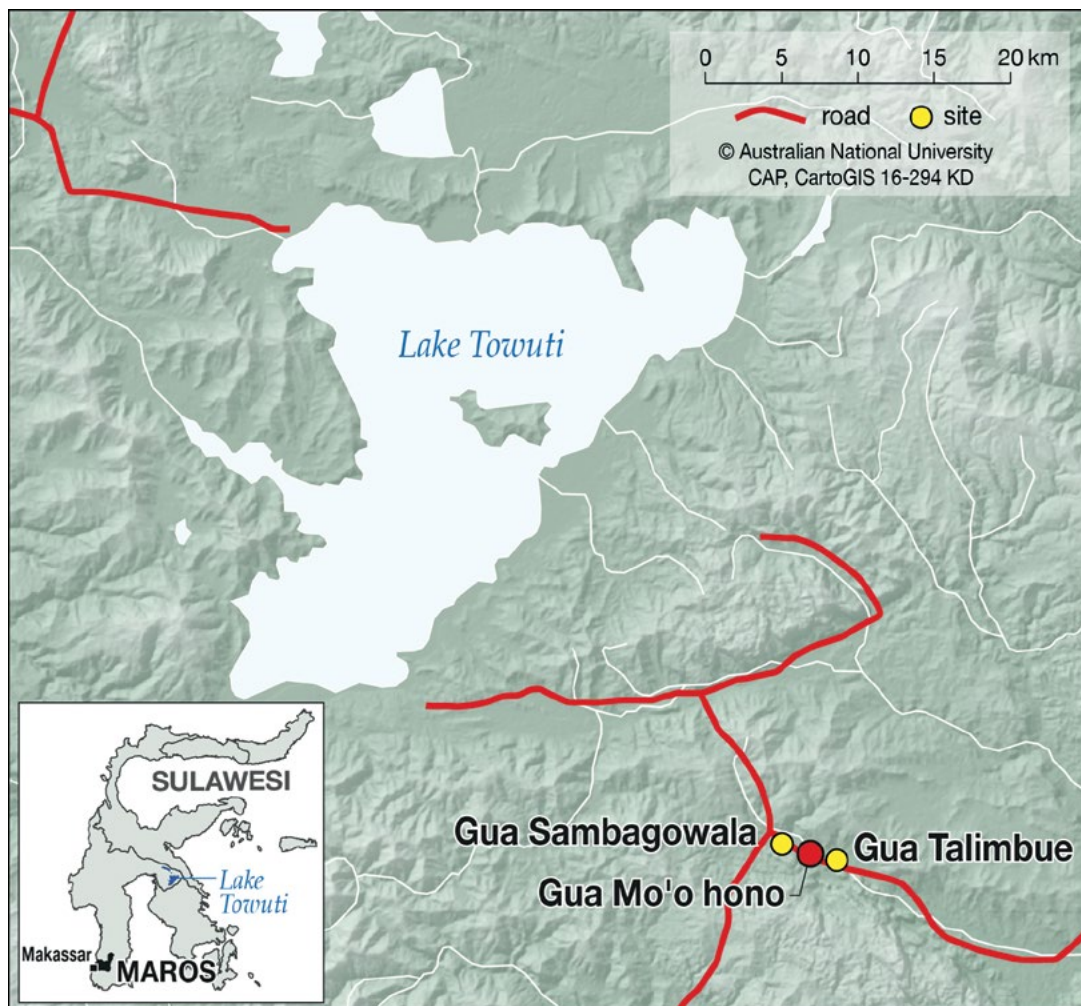 0 5 10 15 20 km
road site
© Australian National University
CAP, CartoGIS 16-294 KD
Lake Towuti
Gua Sambagowala
Gua Talimbue
Gua Mo'o hono
SULAWESI
Lake
Towuti
Makassar
MAROS